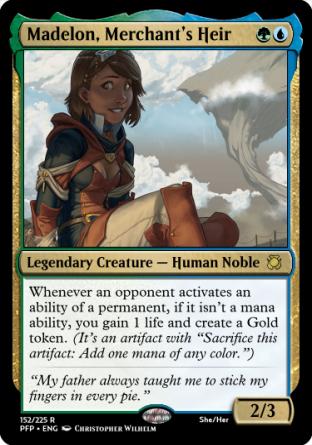 Madelon, Merchant's Heir
Legendary Creature — Human Noble
Whenever an opponent activates an
ability of a permanent, if it isn't a mana
ability, you gain 1 life and create a Gold
token. (It's an artifact with “Sacrifice this
artifact: Add one mana of any color.”)
“My father always taught me to stick my
fingers in every pie.”
2/3
152/225 R
She/Her
PFP • ENG Christopher Wilhelm